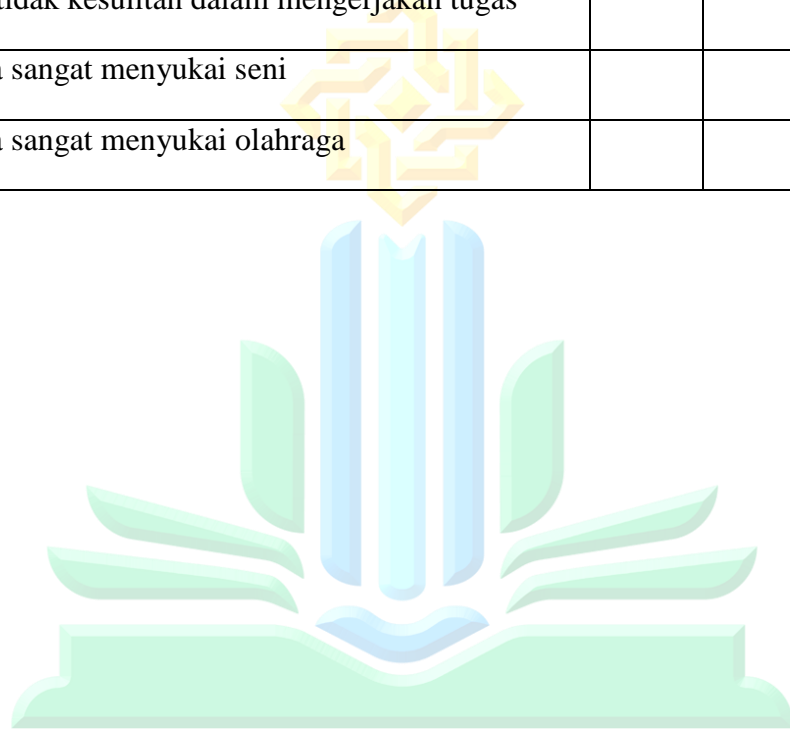 tidak kesulitan dalam mengerjakan tugas
sangat menyukai seni
sangat menyukai olahraga